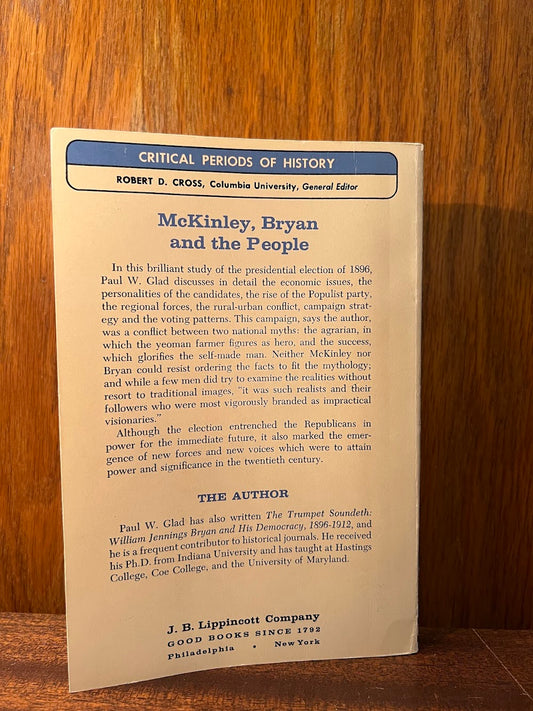 CRITICAL PERIODS OF HISTORY
ROBERT D. CROSS, Columbia University, General Editor
McKinley, Bryan
and the People
In this brilliant study of the presidential election of 1896,
Paul W. Glad discusses in detail the economic issues, the
personalities of the candidates, the rise of the Populist party,
the regional forces, the rural-urban conflict, campaign strat-
egy and the voting patterns. This campaign, says the author,
was a conflict between two national myths: the agrarian, in
which the yeoman farmer figures as hero, and the success,
which glorifies the self-made man. Neither McKinley nor
Bryan could resist ordering the facts to fit the mythology;
and while a few men did try to examine the realities without
resort to traditional images, "it was such realists and their
followers who were most vigorously branded as impractical
visionaries."
Although the election entrenched the Republicans in
power for the immediate future, it also marked the emer-
gence of new forces and new voices which were to attain
power and significance in the twentieth century.
THE AUTHOR
Paul W. Glad has also written The Trumpet Soundeth:
William Jennings Bryan and His Democracy, 1896-1912, and
he is a frequent contributor to historical journals. He received
his Ph.D. from Indiana University and has taught at Hastings
College, Coe College, and the University of Maryland.
J. B. Lippincott Company
GOOD BOOKS SINCE 1792
Philadelphia • New York